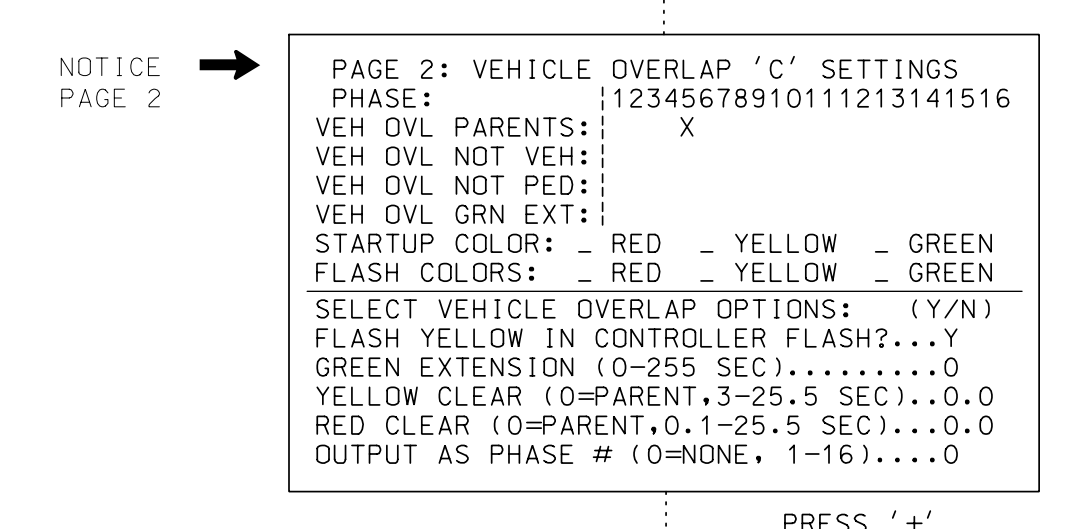 NOTICE
PAGE 2
PAGE 2: VEHICLE OVERLAP 'C' SETTINGS
PHASE: |12345678910111213141516
VEH OVL PARENTS:| X
VEH OVL NOT VEH:|
VEH OVL NOT PED:|
VEH OVL GRN EXT:|
STARTUP COLOR: _ RED _ YELLOW _ GREEN
FLASH COLORS: _ RED _ YELLOW _ GREEN
SELECT VEHICLE OVERLAP OPTIONS: (Y/N)
FLASH YELLOW IN CONTROLLER FLASH?...Y
GREEN EXTENSION (0-255 SEC).........0
YELLOW CLEAR (0=PARENT,3-25.5 SEC)..0.0
RED CLEAR (0=PARENT,0.1-25.5 SEC)...0.0
OUTPUT AS PHASE # (0=NONE, 1-16)....0
PRESS '+'